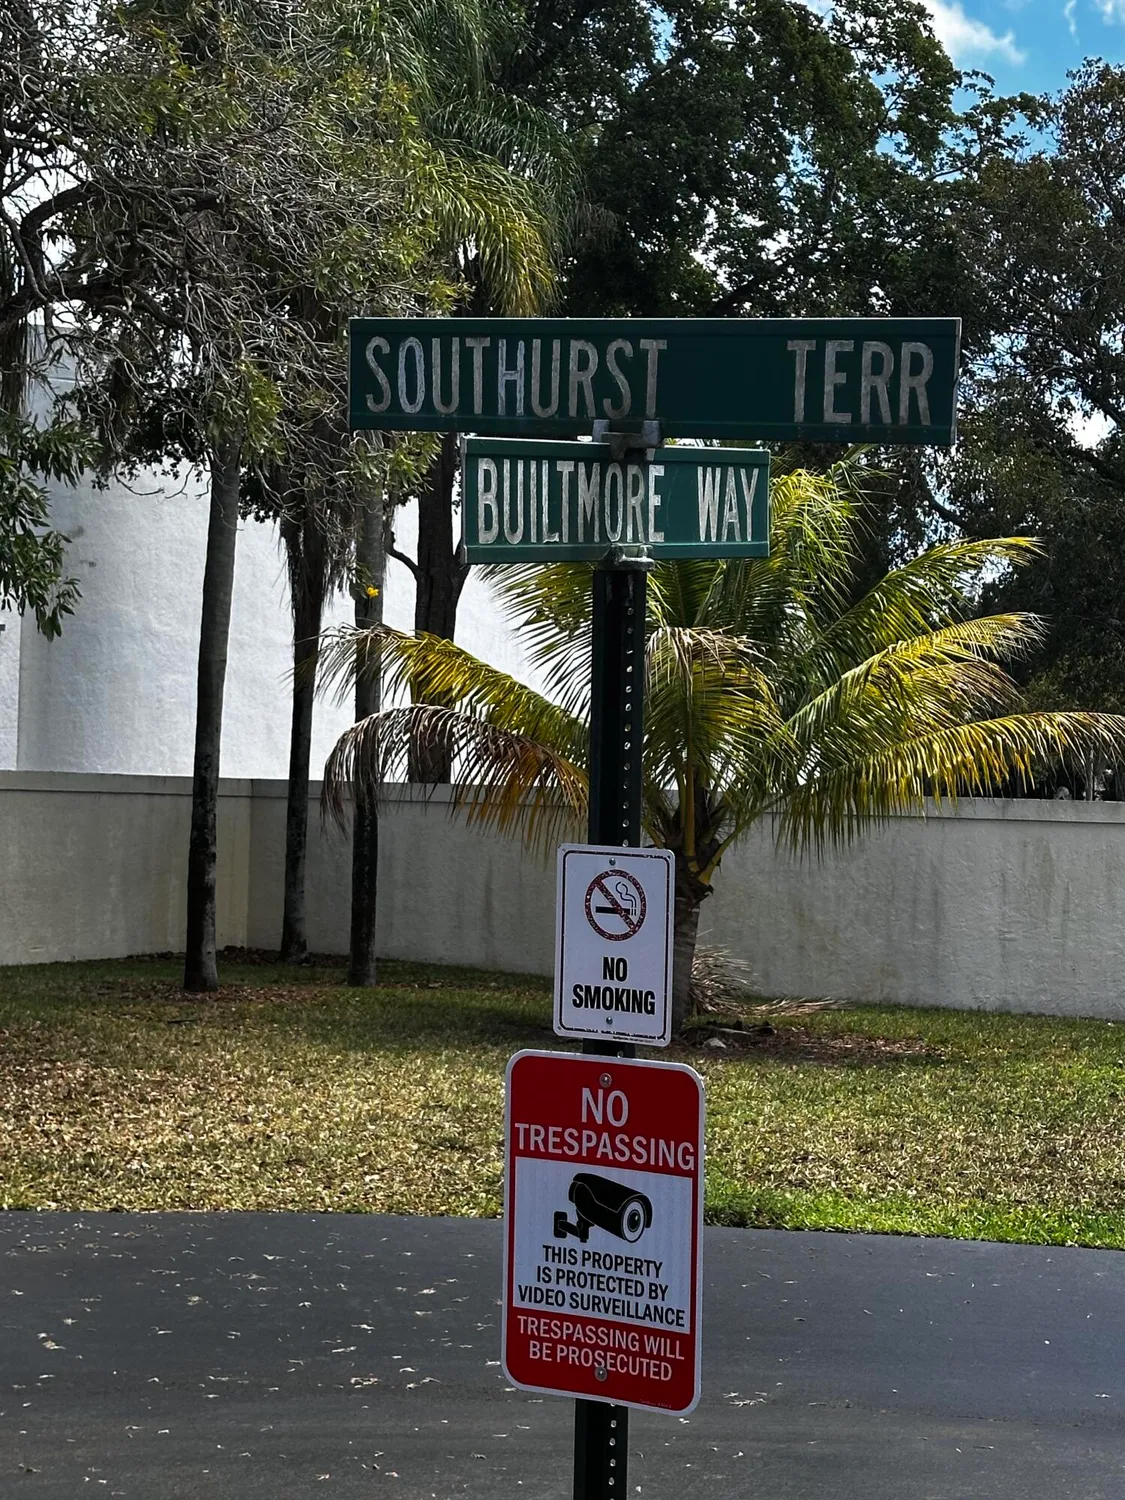 SOUTHURST TERR
BUILTMORE WAY
NO
SMOKING
NO
TRESPASSING
THIS PROPERTY
IS PROTECTED BY
VIDEO SURVEILLANCE
TRESPASSING WILL
BE PROSECUTED